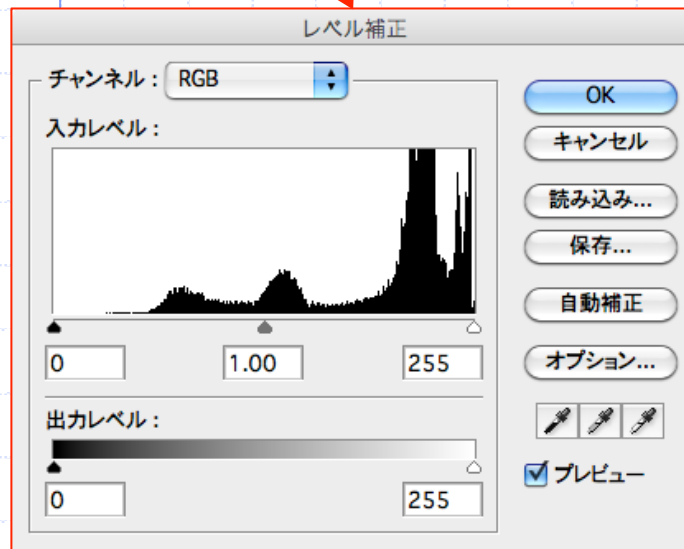 レベル補正
チャンネル : RGB
入力レベル :
0 1.00 255
出力レベル :
0 255
OK
キャンセル
読み込み...
保存...
自動補正
オプション...
プレビュー